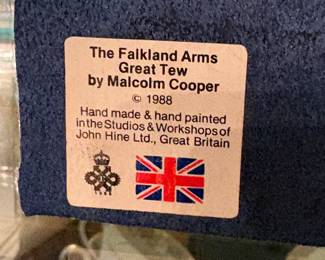 The Falkland Arms
Great Tew
by Malcolm Cooper
© 1988
Hand made & hand painted
in the Studios & Workshops of
John Hine Ltd., Great Britain